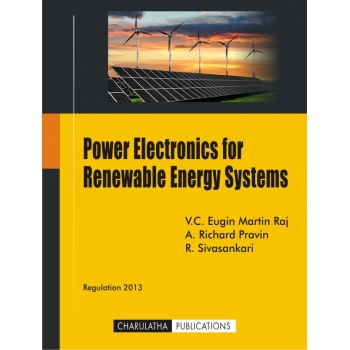 Power Electronics for
Renewable Energy Systems
V.C. Eugin Martin Raj
A. Richard Pravin
R. Sivasankari
Regulation 2013
CHARULATHA PUBLICATIONS